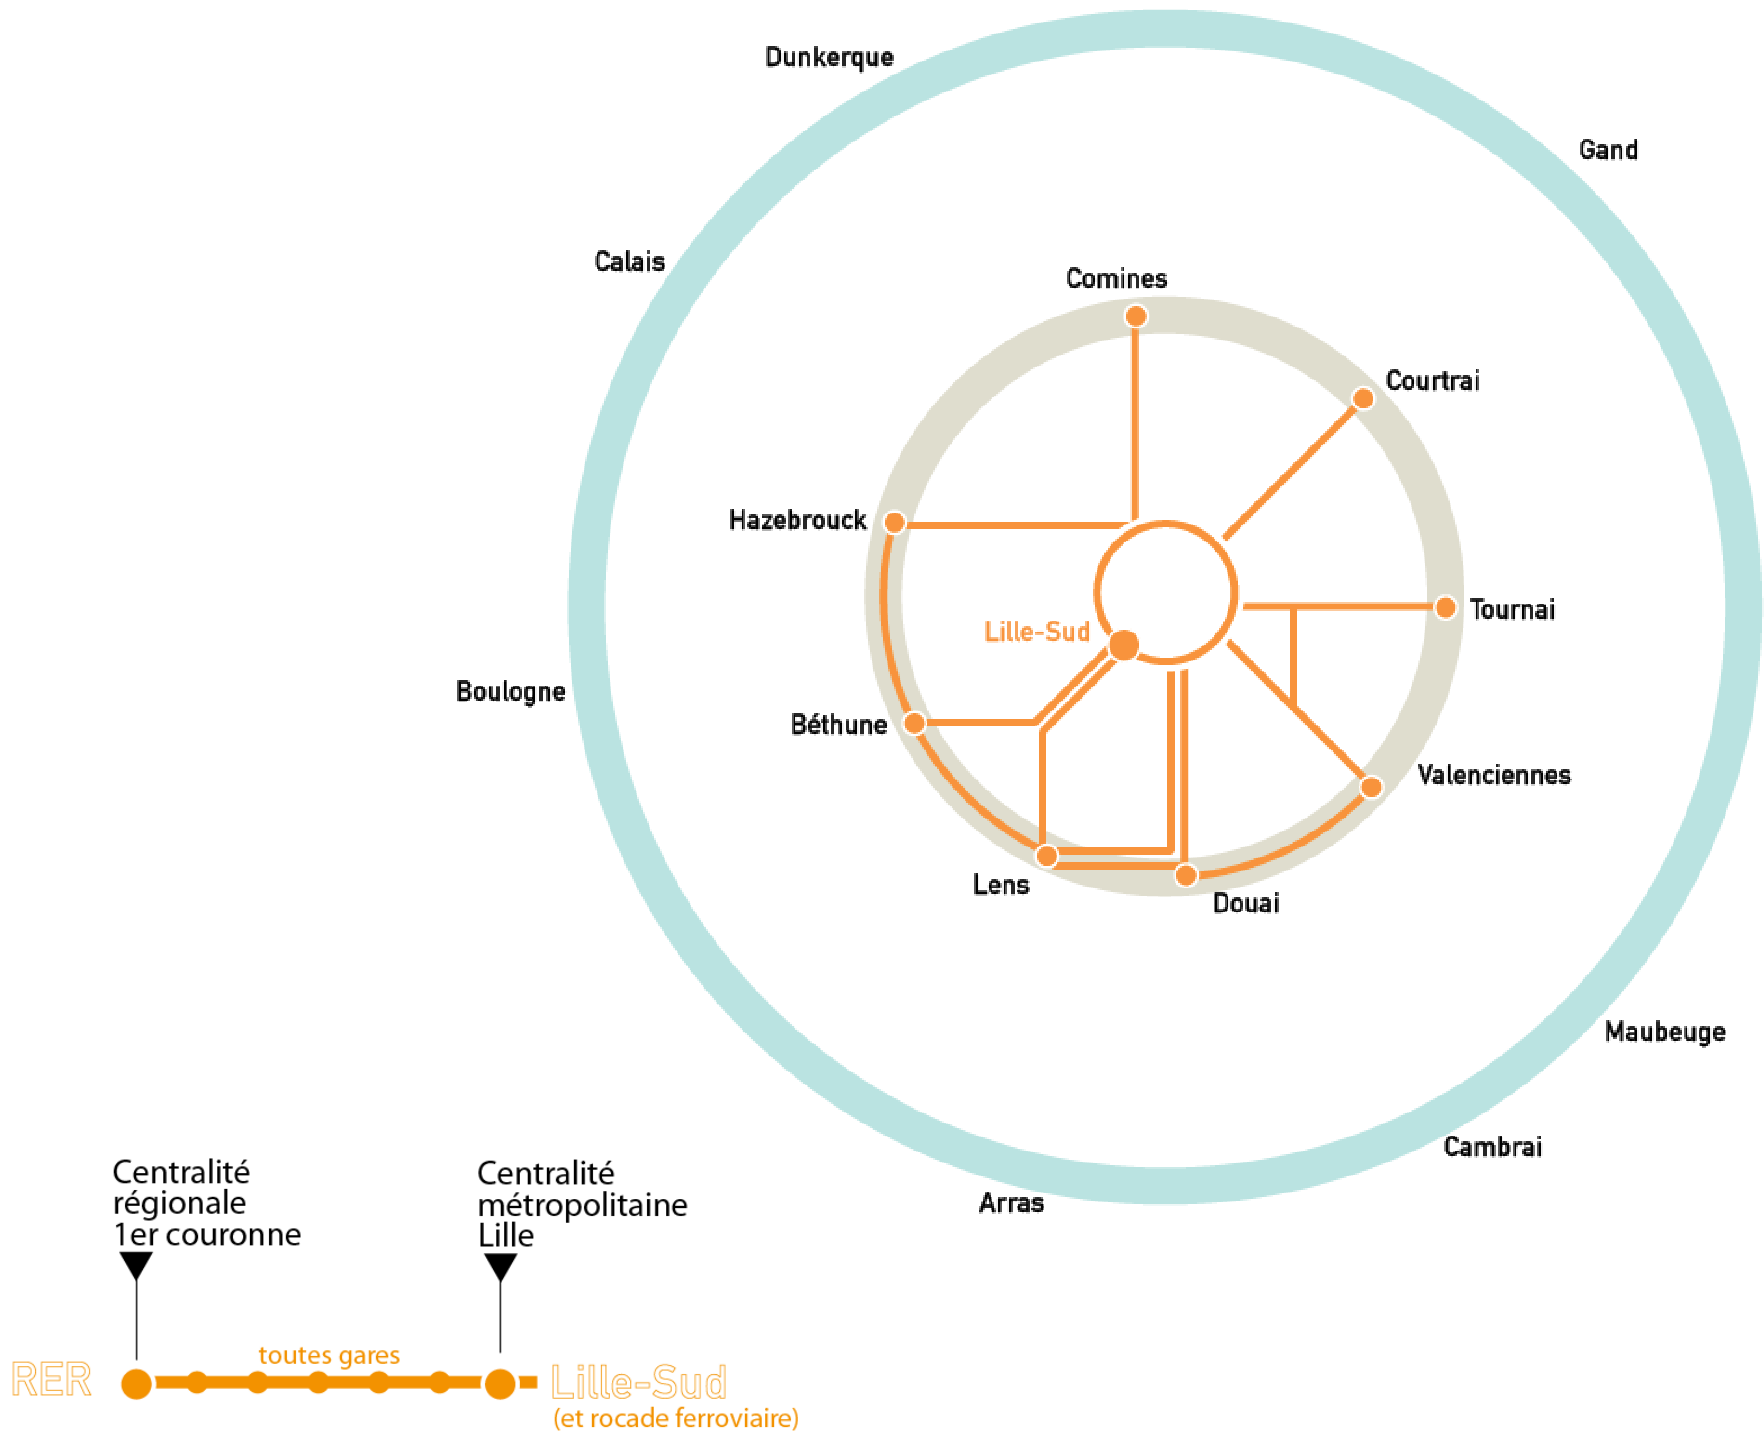 Dunkerque
Gand
Calais
Comines
Courtrai
Hazebrouck
Tournai
Lille-Sud
Boulogne
Béthune
Valenciennes
Lens
Douai
Maubeuge
Cambrai
Arras
Centralité
régionale
1er couronne
Centralité
métropolitaine
Lille
toutes gares
RER
Lille-Sud
(et rocade ferroviaire)